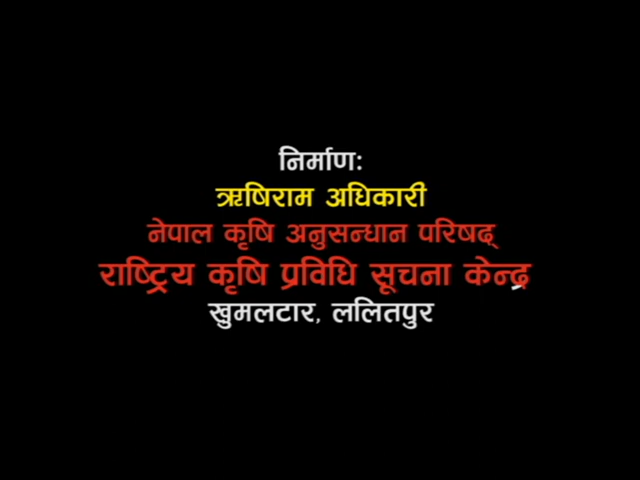 निर्माणः
ऋषिराम अधिकारी
नेपाल कृषि अनुसन्धान परिषद्
राष्ट्रिय कृषि प्रविधि सूचना केन्द्र
खुमलटार, ललितपुर